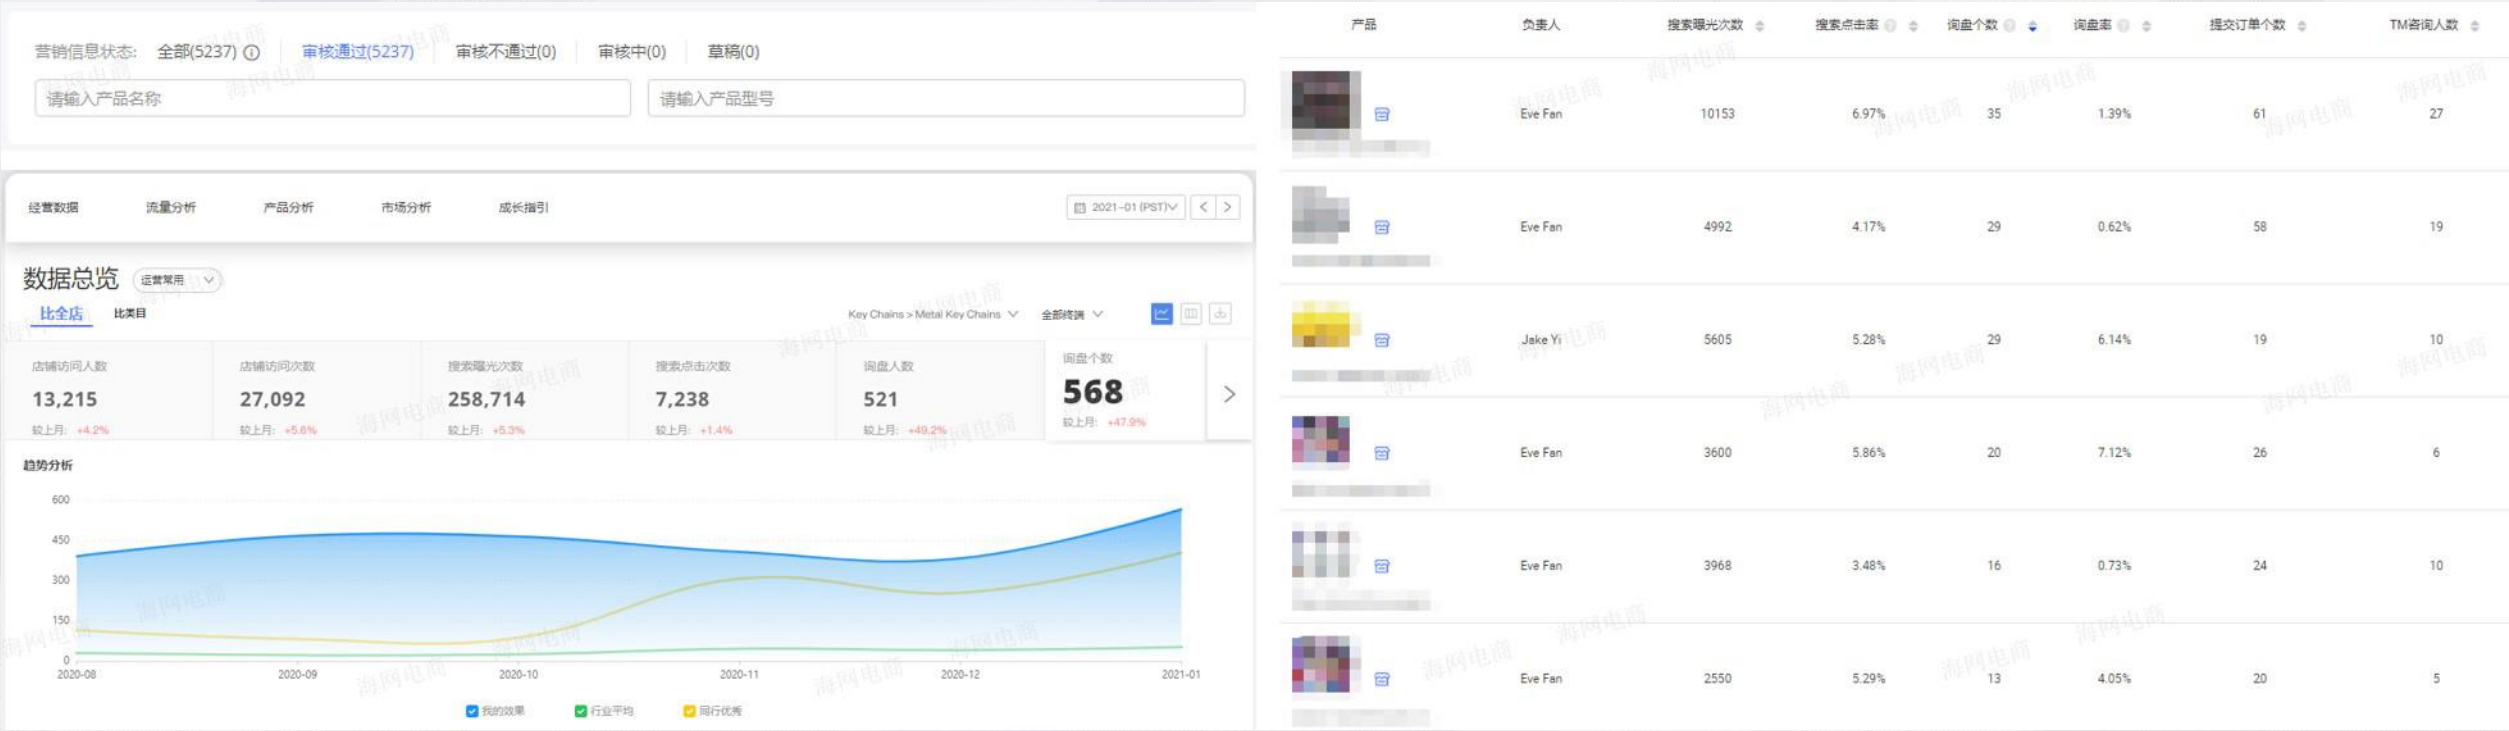 营销信息状态: 全部(5237) 审核通过(5237) 审核不通过(0) 审核中(0) 草稿(0)
请输入产品名称 请输入产品型号
经营数据 流量分析 产品分析 市场分析 成长指引 2021-01 (PST)
数据总览 运营常用
比全店 比类目 Key Chains > Metal Key Chains 全部终端
店铺访问人数 店铺访问次数 搜索曝光次数 搜索点击次数 询盘人数 询盘个数
13,215 27,092 258,714 7,238 521 568
较上月: +4.2% 较上月: +5.6% 较上月: +5.3% 较上月: +1.4% 较上月: +49.2% 较上月: +47.9%
趋势分析
600
450
300
150
0
2020-08 2020-09 2020-10 2020-11 2020-12 2021-01
我的效果 行业平均 同行优秀
产品 负责人 搜索曝光次数 搜索点击率 询盘个数 询盘率 提交订单个数 TM咨询人数
Eve Fan 10153 6.97% 35 1.39% 61 27
Eve Fan 4992 4.17% 29 0.62% 58 19
Jake Yi 5605 5.28% 29 6.14% 19 10
Eve Fan 3600 5.86% 20 7.12% 26 6
Eve Fan 3968 3.48% 16 0.73% 24 10
Eve Fan 2550 5.29% 13 4.05% 20 5
海网电商